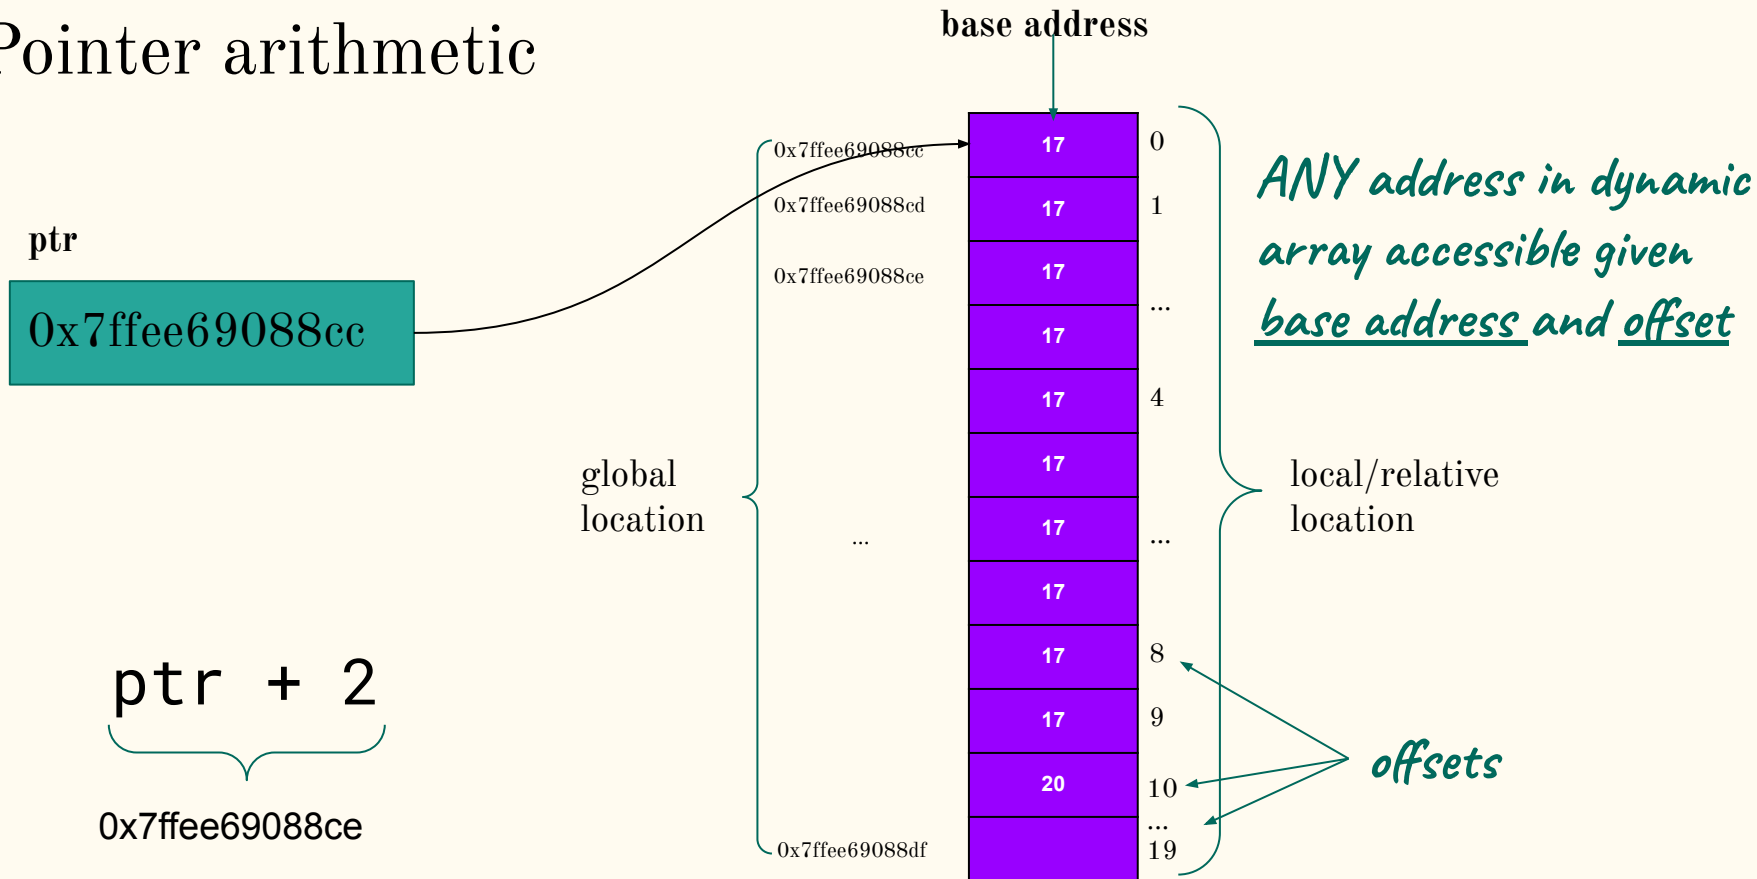 Pointer arithmetic
base address
ptr
0x7ffee69088cc
ptr + 2
0x7ffee69088ce
global
location
0x7ffee69088cc
0x7ffee69088cd
0x7ffee69088ce
...
0x7ffee69088df
17
17
17
17
17
17
17
17
17
17
20
0
1
...
4
...
8
9
10
...
19
ANY address in dynamic
array accessible given
base address and offset
local/relative
location
offsets